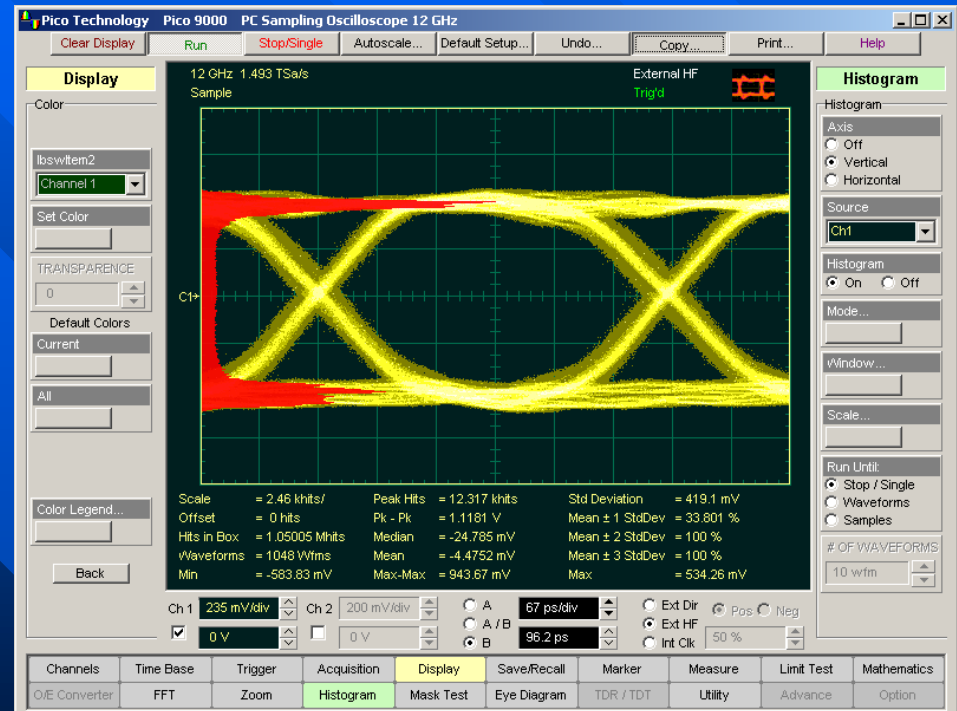 Pico Technology Pico 9000 PC Sampling Oscilloscope 12 GHz
Clear Display Run Stop/Single Autoscale... Default Setup... Undo... Copy... Print... Help
Display
Color
lbswItem2
Channel 1
Set Color
TRANSPARENCE
0
Default Colors
Current
All
Color Legend...
Back
12 GHz 1.493 TSa/s
Sample
External HF
Trig'd
C1
Scale = 2.46 khits/ Peak Hits = 12.317 khits Std Deviation = 419.1 mV
Offset = 0 hits Pk - Pk = 1.1181 V Mean ± 1 StdDev = 33.801 %
Hits in Box = 1.05005 Mhits Median = -24.785 mV Mean ± 2 StdDev = 100 %
Waveforms = 1048 Wfms Mean = -4.4752 mV Mean ± 3 StdDev = 100 %
Min = -583.83 mV Max-Max = 943.67 mV Max = 534.26 mV
Histogram
Histogram
Axis
Off
Vertical
Horizontal
Source
Ch1
Histogram
On Off
Mode...
Window...
Scale...
Run Until:
Stop / Single
Waveforms
Samples
# OF WAVEFORMS
10 wfm
Ch 1 235 mV/div Ch 2 200 mV/div A 67 ps/div Ext Dir Pos Neg
A / B Ext HF
0 V 0 V B 96.2 ps Int Clk 50 %
Channels Time Base Trigger Acquisition Display Save/Recall Marker Measure Limit Test Mathematics
O/E Converter FFT Zoom Histogram Mask Test Eye Diagram TDR / TDT Utility Advance Option